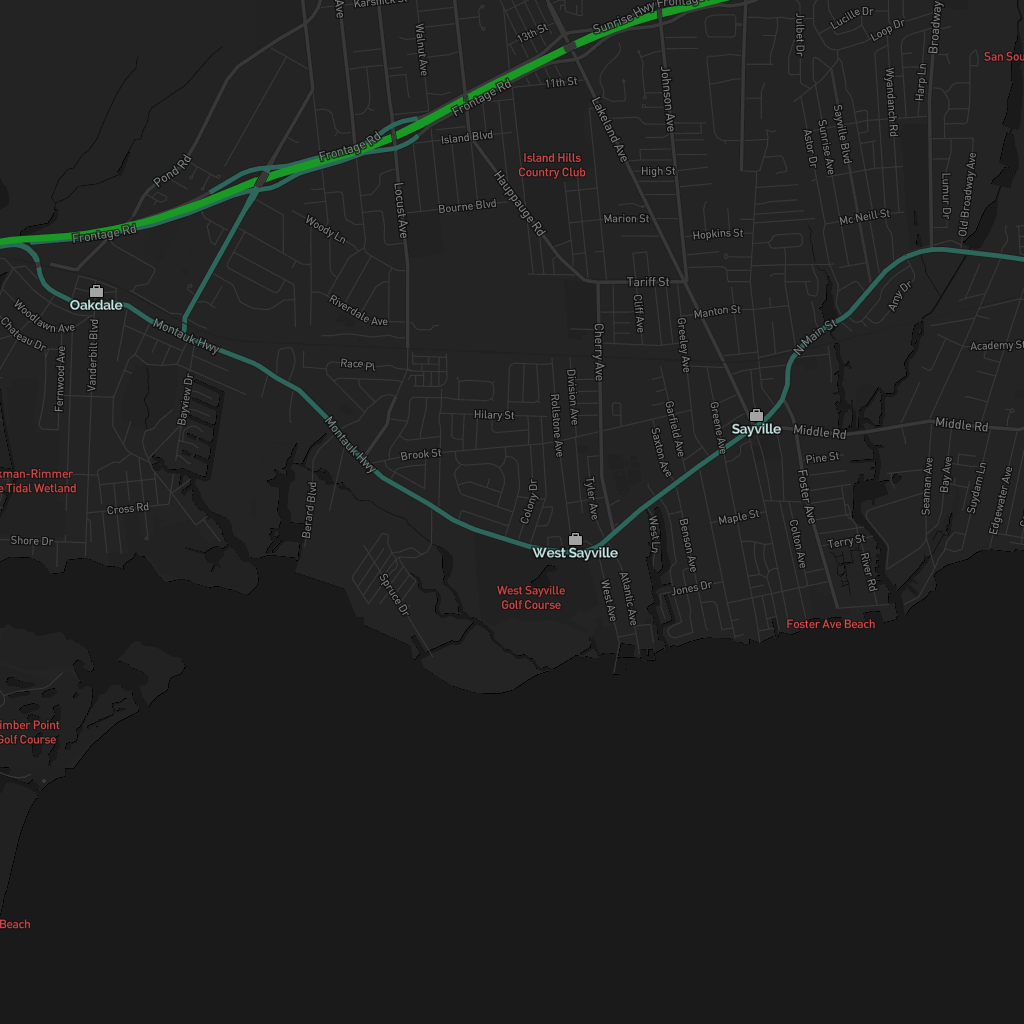 Karsnick St
Ave
Walnut Ave
13th St
Sunrise Hwy Frontage
Johnson Ave
Julbet Dr
Lucille Dr
Loop Dr
Broadway
San Sou
Harp Ln
Wyandanch Rd
11th St
Frontage Rd
Lakeland Ave
Sayville Blvd
Sunrise Ave
Astor Dr
Island Blvd
Frontage Rd
Island Hills
Country Club
High St
Pond Rd
Hauppauge Rd
Locust Ave
Bourne Blvd
Marion St
Mc Neill St
Lumur Dr
Old Broadway Ave
Woody Ln
Frontage Rd
Hopkins St
Tariff St
Amy Dr
Oakdale
Woodlawn Ave
Chateau Dr
Riverdale Ave
Cliff Ave
Manton St
Montauk Hwy
N Main St
Academy St
Vanderbilt Blvd
Fernwood Ave
Cherry Ave
Greeley Ave
Race Pl
Bayview Dr
Division Ave
Rollstone Ave
Hilary St
Garfield Ave
Greene Ave
Sayville
Middle Rd
Middle Rd
Montauk Hwy
Saxton Ave
Brook St
Pine St
kman-Rimmer
e Tidal Wetland
Seaman Ave
Bay Ave
Suydam Ln
Edgewater Ave
Cross Rd
Berard Blvd
Colony Dr
Tyler Ave
Foster Ave
Maple St
Shore Dr
West Sayville
West Ln
Benson Ave
Colton Ave
Terry St
River Rd
Spruce Dr
West Sayville
Golf Course
West Ave
Atlantic Ave
Jones Dr
Foster Ave Beach
imber Point
Golf Course
Beach